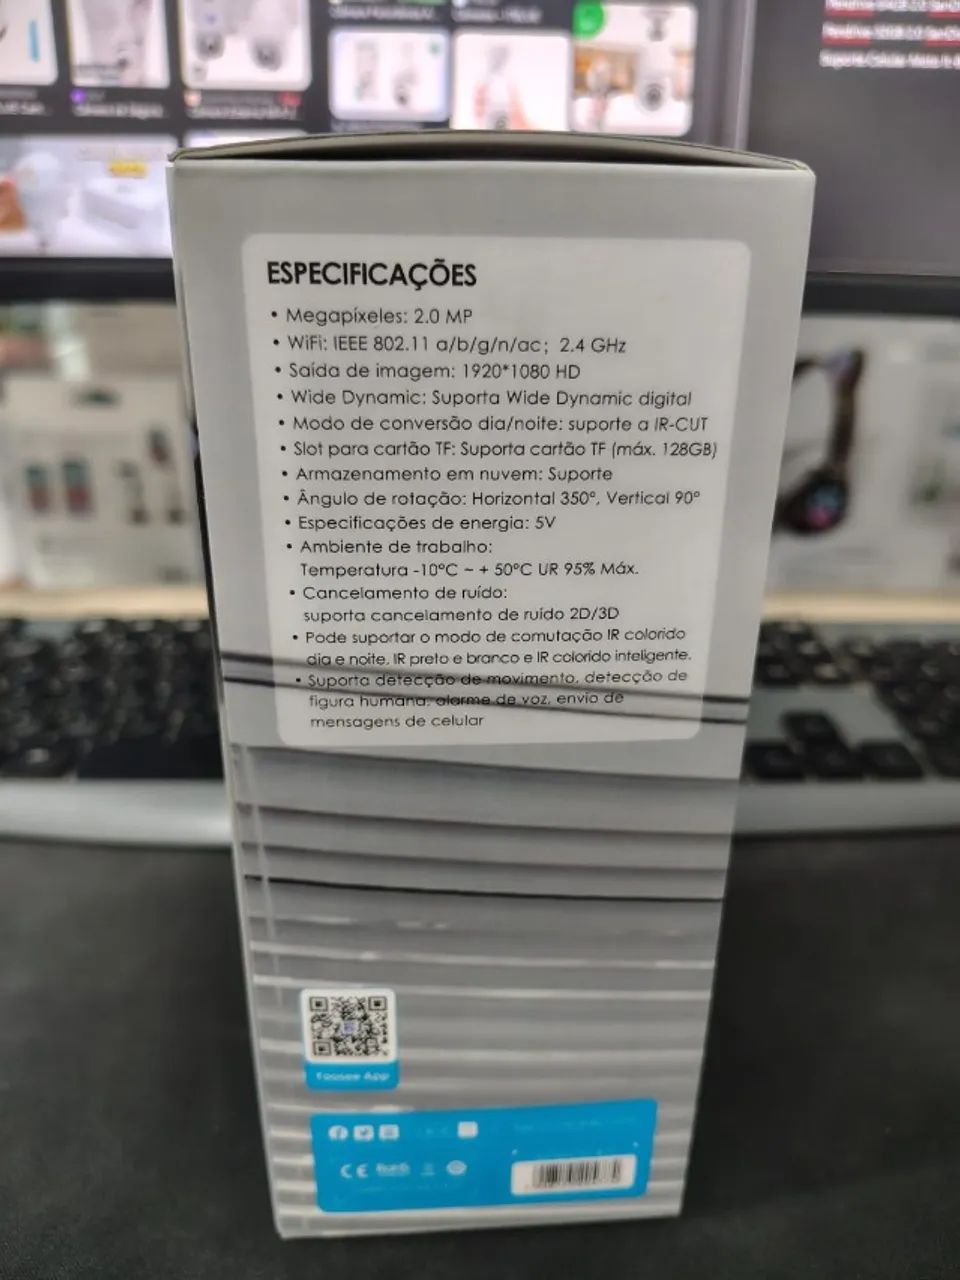 ESPECIFICAÇÕES
• Megapíxeles: 2.0 MP
• WiFi: IEEE 802.11 a/b/g/n/ac; 2.4 GHz
• Saída de imagem: 1920*1080 HD
• Wide Dynamic: Suporta Wide Dynamic digital
• Modo de conversão dia/noite: suporte a IR-CUT
• Slot para cartão TF: Suporta cartão TF (máx. 128GB)
• Armazenamento em nuvem: Suporte
• Ângulo de rotação: Horizontal 350°, Vertical 90°
• Especificações de energia: 5V
• Ambiente de trabalho:
Temperatura -10°C ~ + 50°C UR 95% Máx.
• Cancelamento de ruído:
suporta cancelamento de ruído 2D/3D
• Pode suportar o modo de comutação IR colorido
dia e noite, IR preto e branco e IR colorido inteligente.
• Suporta detecção de movimento, detecção de
figura humana, alarme de voz, envio de
mensagens de celular
App
CE RoHS